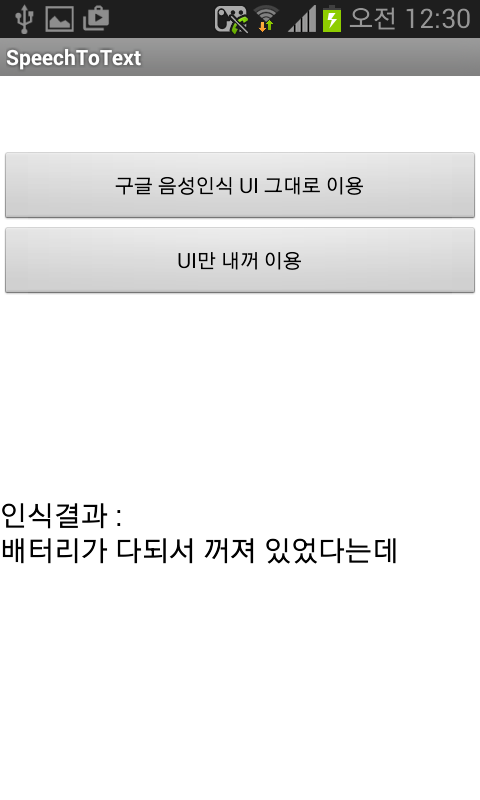 오전 12:30
SpeechToText
구글 음성인식 UI 그대로 이용
UI만 내꺼 이용
인식결과 :
배터리가 다되서 꺼져 있었다는데